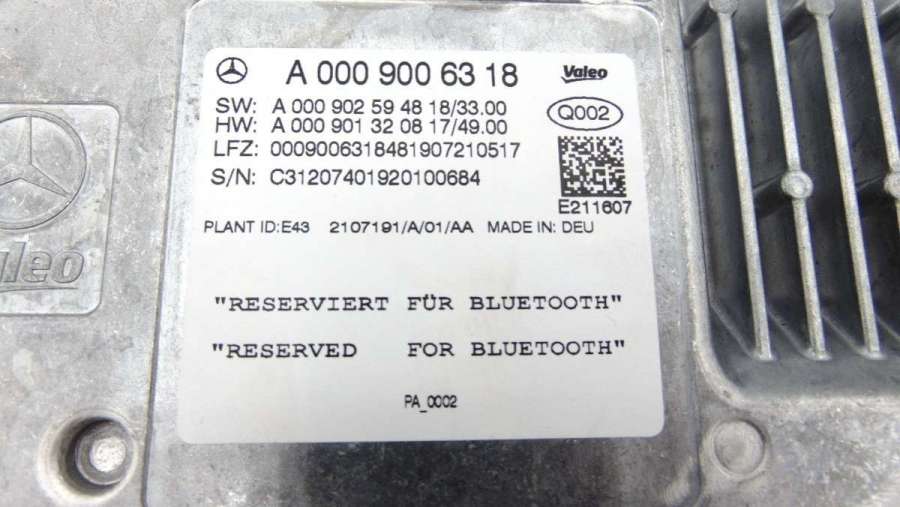 A 000 900 63 18 Valeo
SW: A 000 902 59 48 18/33.00
HW: A 000 901 32 08 17/49.00 Q002
LFZ: 0009006318481907210517
S/N: C31207401920100684
E211607
PLANT ID:E43 2107191/A/01/AA MADE IN: DEU
"RESERVIERT FÜR BLUETOOTH"
"RESERVED FOR BLUETOOTH"
PA_0002